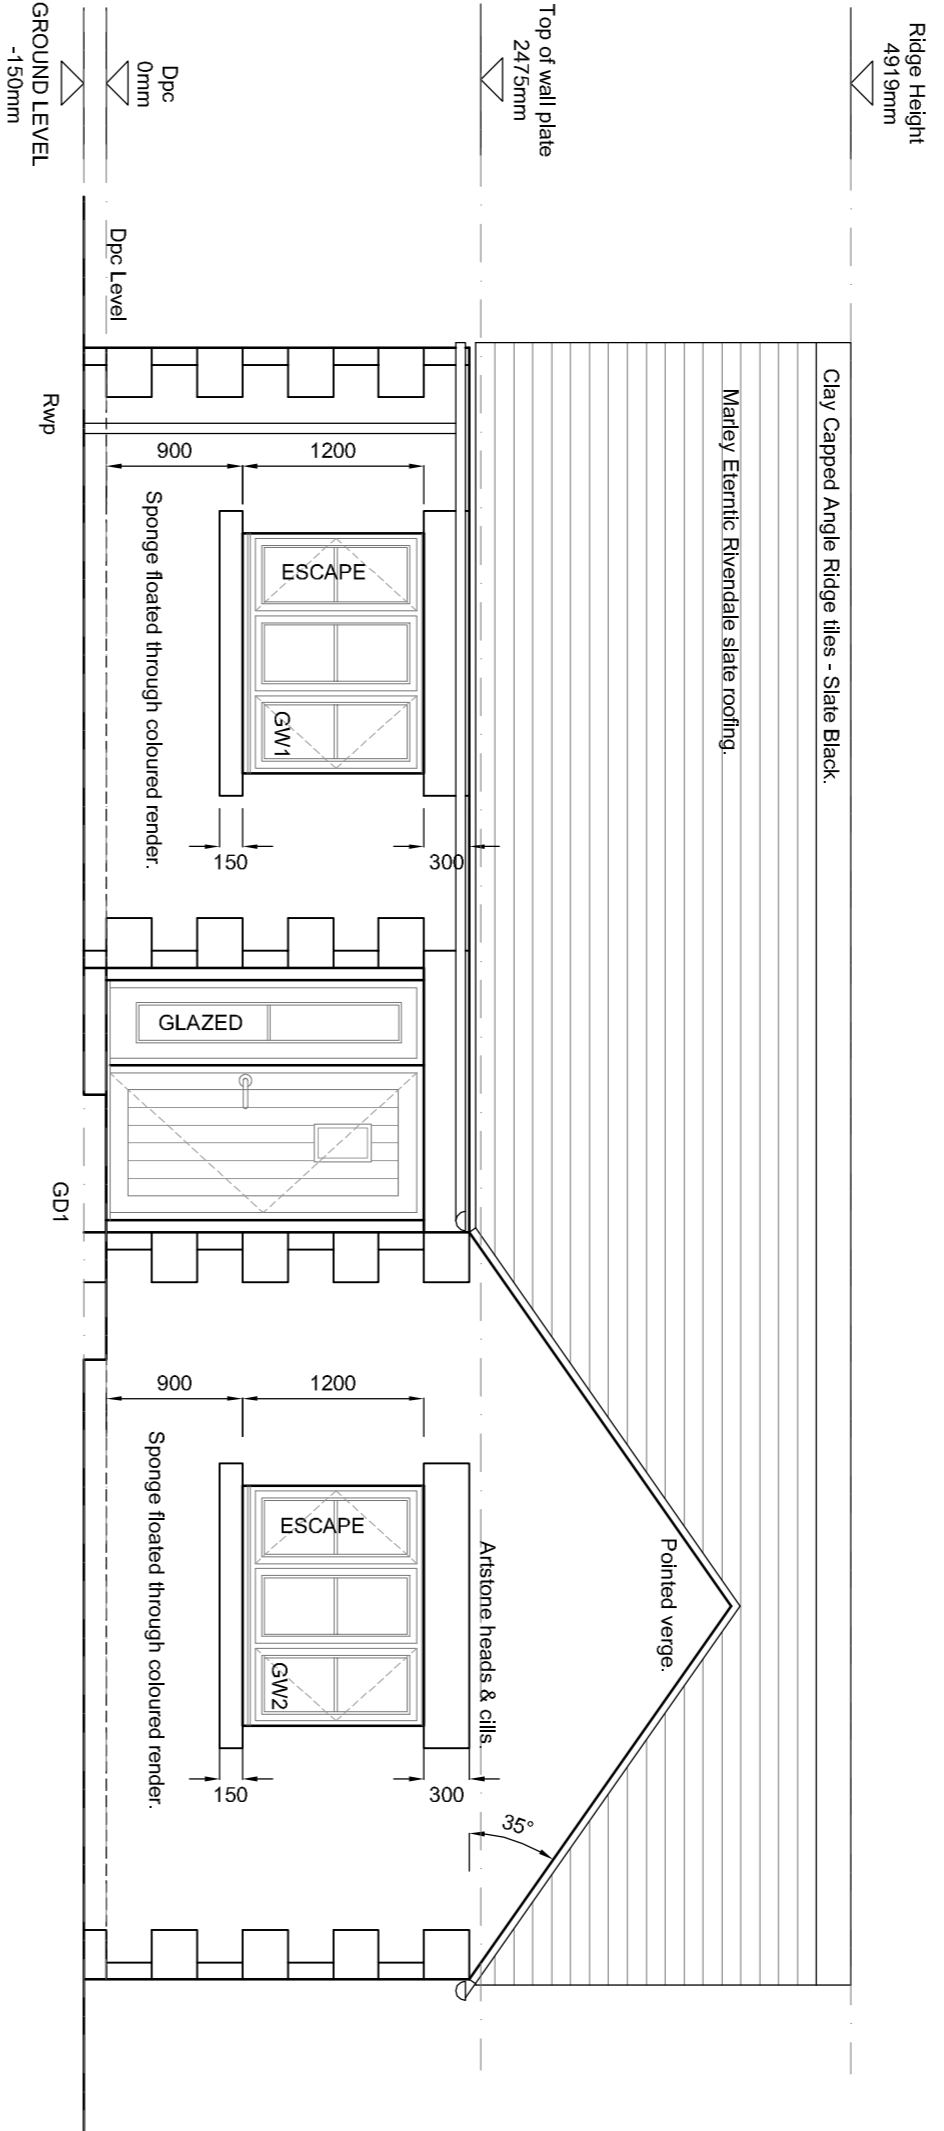 Ridge Height
4919mm
Clay Capped Angle Ridge tiles - Slate Black.
Marley Eterntic Rivendale slate roofing.
Pointed verge.
Top of wall plate
2475mm
Artstone heads & cills.
35°
1200
900
ESCAPE
GW1
300
150
Sponge floated through coloured render.
GLAZED
1200
900
ESCAPE
GW2
300
150
Sponge floated through coloured render.
Dpc
0mm
Dpc Level
GROUND LEVEL
-150mm
Rwp
GD1